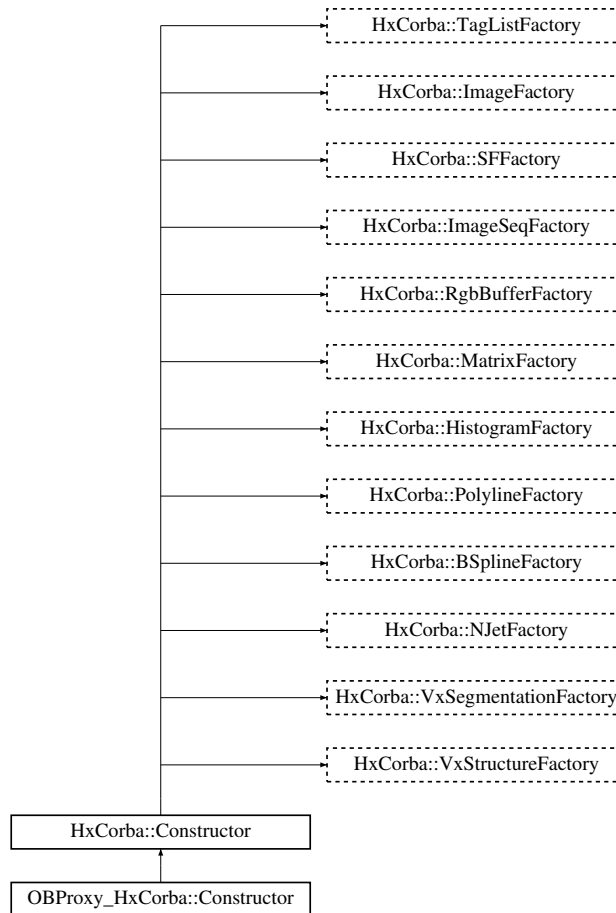 HxCorba::TagListFactory
HxCorba::ImageFactory
HxCorba::SFFactory
HxCorba::ImageSeqFactory
HxCorba::RgbBufferFactory
HxCorba::MatrixFactory
HxCorba::HistogramFactory
HxCorba::PolylineFactory
HxCorba::BSplineFactory
HxCorba::NJetFactory
HxCorba::VxSegmentationFactory
HxCorba::VxStructureFactory
HxCorba::Constructor
OBProxy_HxCorba::Constructor